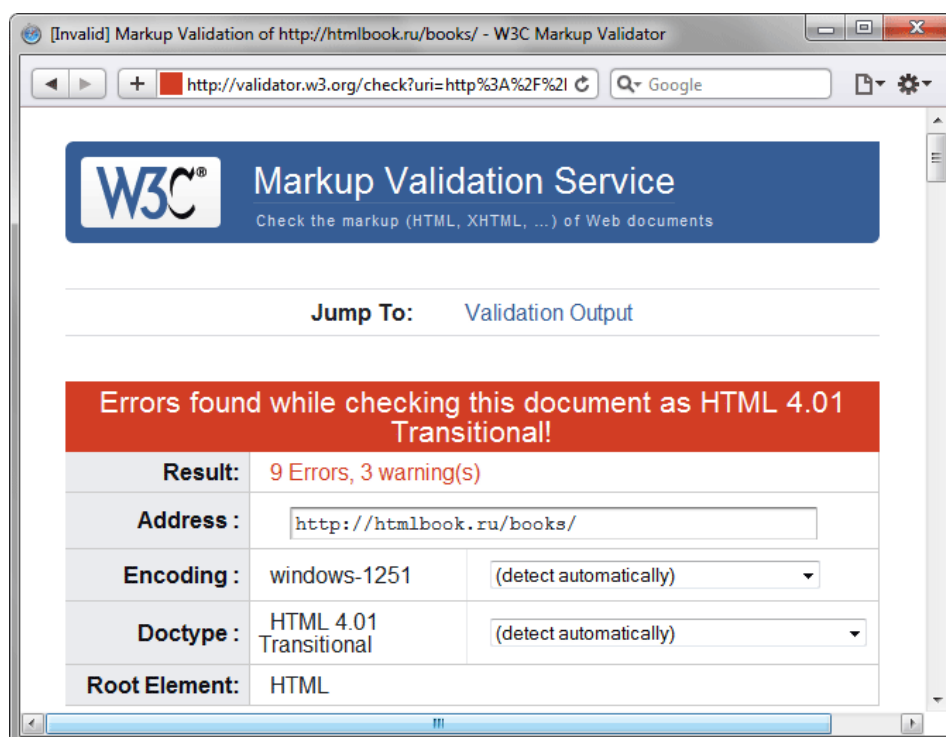 [Invalid] Markup Validation of http://htmlbook.ru/books/ - W3C Markup Validator
http://validator.w3.org/check?uri=http%3A%2F%2I
Google
W3C®
Markup Validation Service
Check the markup (HTML, XHTML, …) of Web documents
Jump To: Validation Output
Errors found while checking this document as HTML 4.01
Transitional!
Result: 9 Errors, 3 warning(s)
Address : http://htmlbook.ru/books/
Encoding : windows-1251 (detect automatically)
Doctype : HTML 4.01
Transitional (detect automatically)
Root Element: HTML